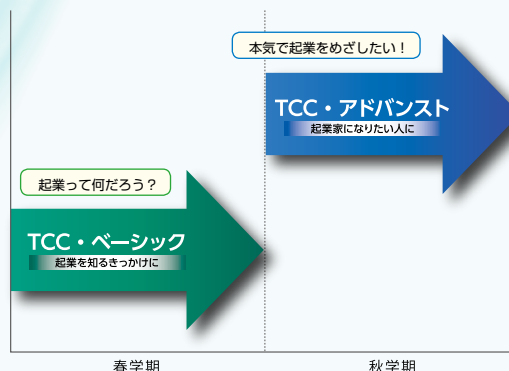 本気で起業をめざしたい！
TCC・アドバンスト
起業家になりたい人に
起業って何だろう？
TCC・ベーシック
起業を知るきっかけに
春学期
秋学期